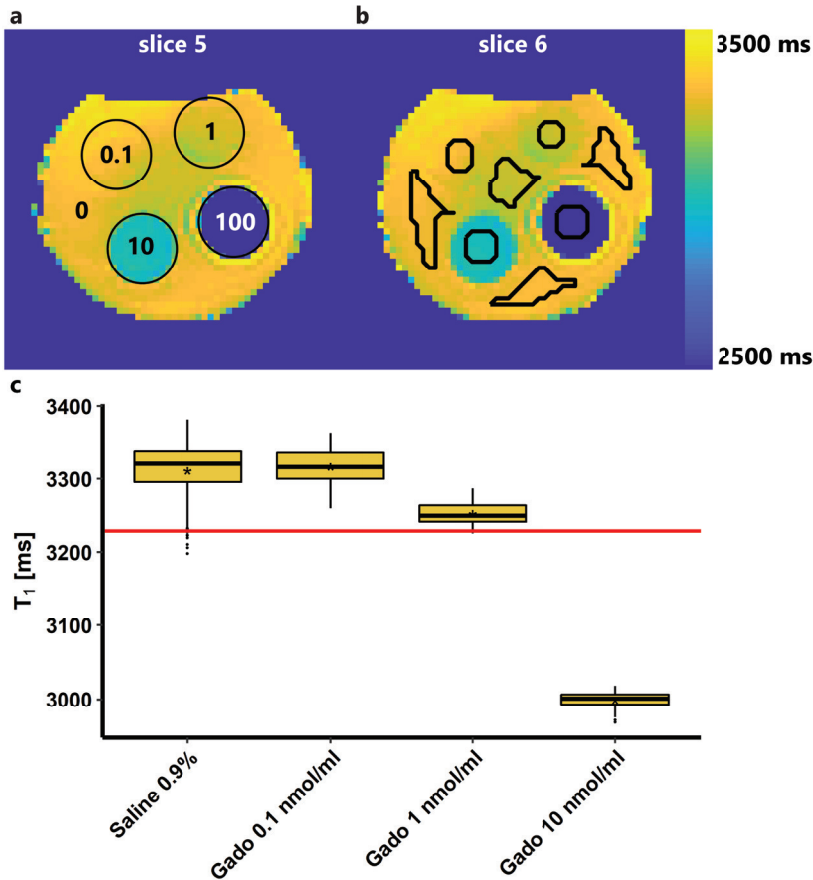 a
b
slice 5
slice 6
3500 ms
0.1
1
0
10
100
2500 ms
c
T1 [ms]
3400
3300
3200
3100
3000
Saline 0.9%
Gado 0.1 nmol/ml
Gado 1 nmol/ml
Gado 10 nmol/ml